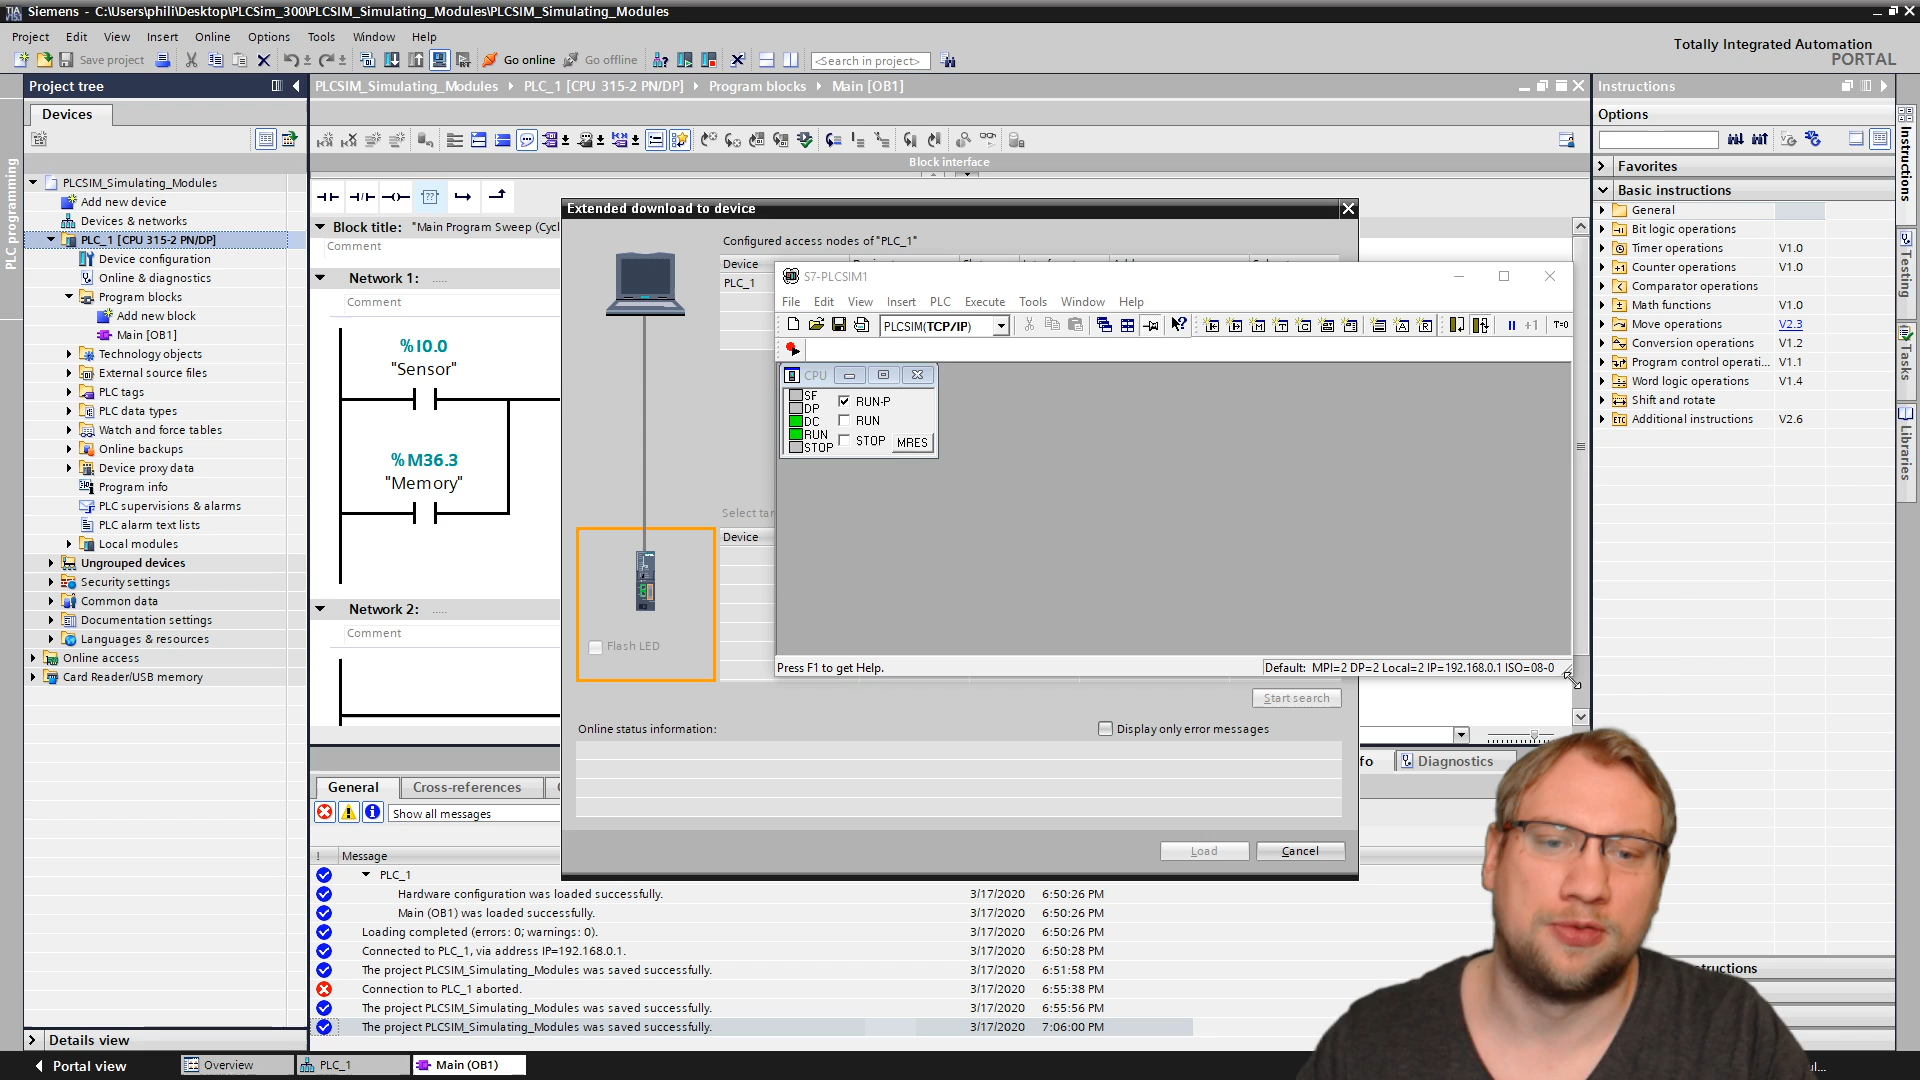 Siemens - C:\Users\phili\Desktop\PLCSim_300\PLCSIM_Simulating_Modules\PLCSIM_Simulating_Modules
Project Edit View Insert Online Options Tools Window Help
Totally Integrated Automation
PORTAL
Save project
Go online
Go offline
<Search in project>
Project tree
PLCSIM_Simulating_Modules
PLC_1 [CPU 315-2 PN/DP]
Program blocks
Main [OB1]
Instructions
Devices
Options
Block interface
PLC programming
PLCSIM_Simulating_Modules
Add new device
Devices & networks
PLC_1 [CPU 315-2 PN/DP]
Device configuration
Online & diagnostics
Program blocks
Add new block
Main [OB1]
Technology objects
External source files
PLC tags
PLC data types
Watch and force tables
Online backups
Device proxy data
Program info
PLC supervisions & alarms
PLC alarm text lists
Local modules
Ungrouped devices
Security settings
Common data
Documentation settings
Languages & resources
Online access
Card Reader/USB memory
Details view
Portal view
Overview
PLC_1
Main (OB1)
Block title: "Main Program Sweep (Cycl
Comment
Network 1: .....
Comment
%I0.0
"Sensor"
%M36.3
"Memory"
Network 2: .....
Comment
Extended download to device
Configured access nodes of "PLC_1"
Device
PLC_1
Select tar
Device
Flash LED
Start search
Online status information:
Display only error messages
Load
Cancel
S7-PLCSIM1
File Edit View Insert PLC Execute Tools Window Help
PLCSIM(TCP/IP)
+1
T=0
CPU
SF
DP
DC
RUN
STOP
RUN-P
RUN
STOP
MRES
Press F1 to get Help.
Default: MPI=2 DP=2 Local=2 IP=192.168.0.1 ISO=08-0
fo
Diagnostics
General
Cross-references
Show all messages
! Message
PLC_1
Hardware configuration was loaded successfully. 3/17/2020 6:50:26 PM
Main (OB1) was loaded successfully. 3/17/2020 6:50:26 PM
Loading completed (errors: 0; warnings: 0). 3/17/2020 6:50:26 PM
Connected to PLC_1, via address IP=192.168.0.1. 3/17/2020 6:50:28 PM
The project PLCSIM_Simulating_Modules was saved successfully. 3/17/2020 6:51:58 PM
Connection to PLC_1 aborted. 3/17/2020 6:55:38 PM
The project PLCSIM_Simulating_Modules was saved successfully. 3/17/2020 6:55:56 PM
The project PLCSIM_Simulating_Modules was saved successfully. 3/17/2020 7:06:00 PM
Favorites
Basic instructions
General
Bit logic operations
Timer operations V1.0
Counter operations V1.0
Comparator operations
Math functions V1.0
Move operations V2.3
Conversion operations V1.2
Program control operati... V1.1
Word logic operations V1.4
Shift and rotate
Additional instructions V2.6
tructions
Instructions
Testing
Tasks
Libraries